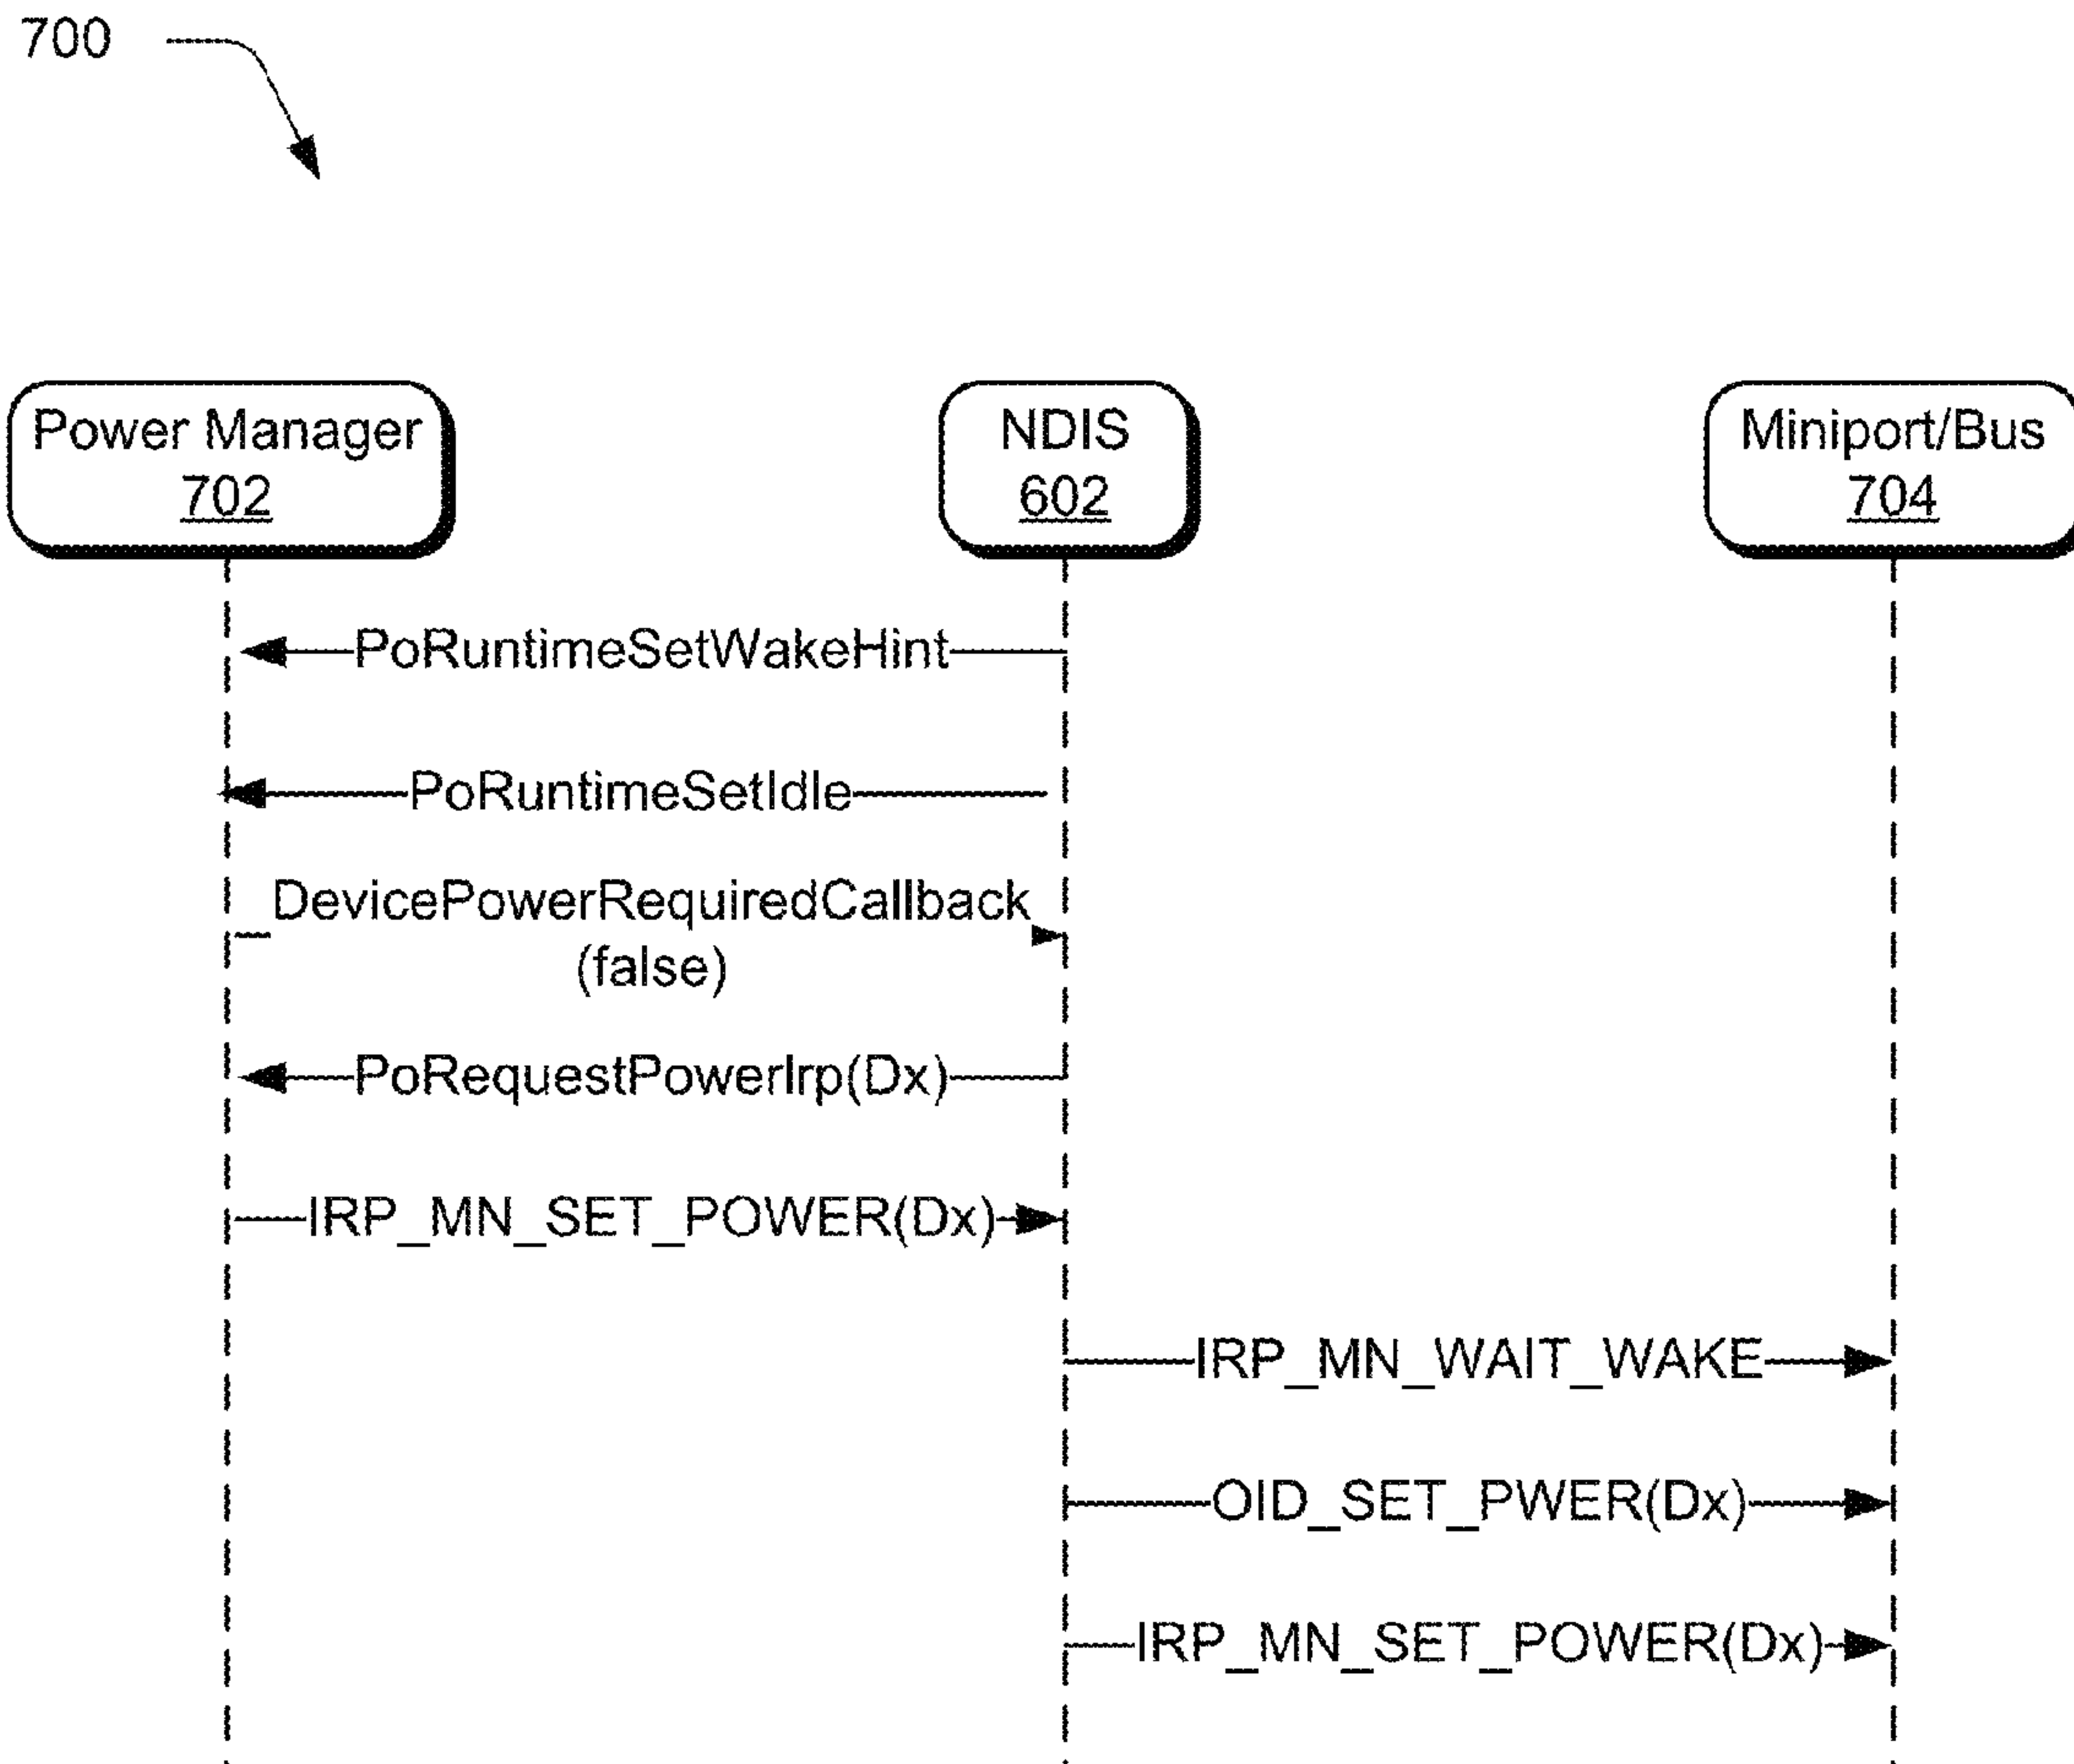 700
Power Manager
702
NDIS
602
Miniport/Bus
704
PoRuntimeSetWakeHint
PoRuntimeSetIdle
DevicePowerRequiredCallback
(false)
PoRequestPowerIrp(Dx)
IRP_MN_SET_POWER(Dx)
IRP_MN_WAIT_WAKE
OID_SET_PWER(Dx)
IRP_MN_SET_POWER(Dx)